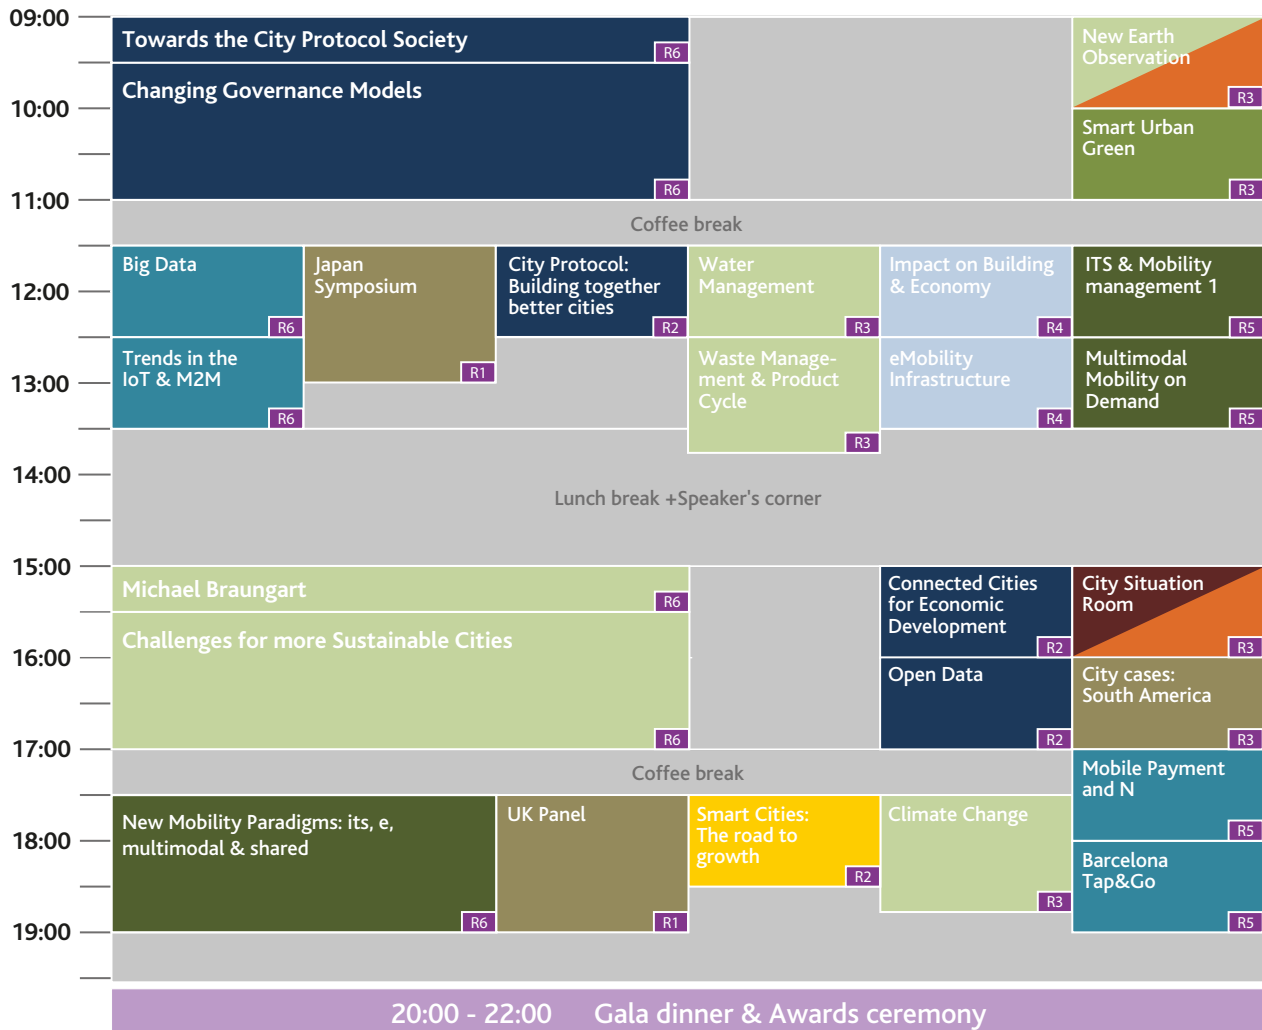 09:00
Towards the City Protocol Society
R6
New Earth
Observation
R3
Changing Governance Models
R6
10:00
Smart Urban
Green
R3
11:00
Coffee break
Big Data
R6
Japan
Symposium
R1
City Protocol:
Building together
better cities
R2
Water
Management
R3
Impact on Building
& Economy
R4
ITS & Mobility
management 1
R5
12:00
Trends in the
IoT & M2M
R6
Waste Manage-
ment & Product
Cycle
R3
eMobility
Infrastructure
R4
Multimodal
Mobility on
Demand
R5
13:00
14:00
Lunch break +Speaker's corner
15:00
Michael Braungart
R6
Connected Cities
for Economic
Development
R2
City Situation
Room
R3
Challenges for more Sustainable Cities
R6
16:00
Open Data
R2
City cases:
South America
R3
17:00
Coffee break
Mobile Payment
and N
R5
New Mobility Paradigms: its, e,
multimodal & shared
R6
UK Panel
R1
Smart Cities:
The road to
growth
R2
Climate Change
R3
18:00
Barcelona
Tap&Go
R5
19:00
20:00 - 22:00 Gala dinner & Awards ceremony